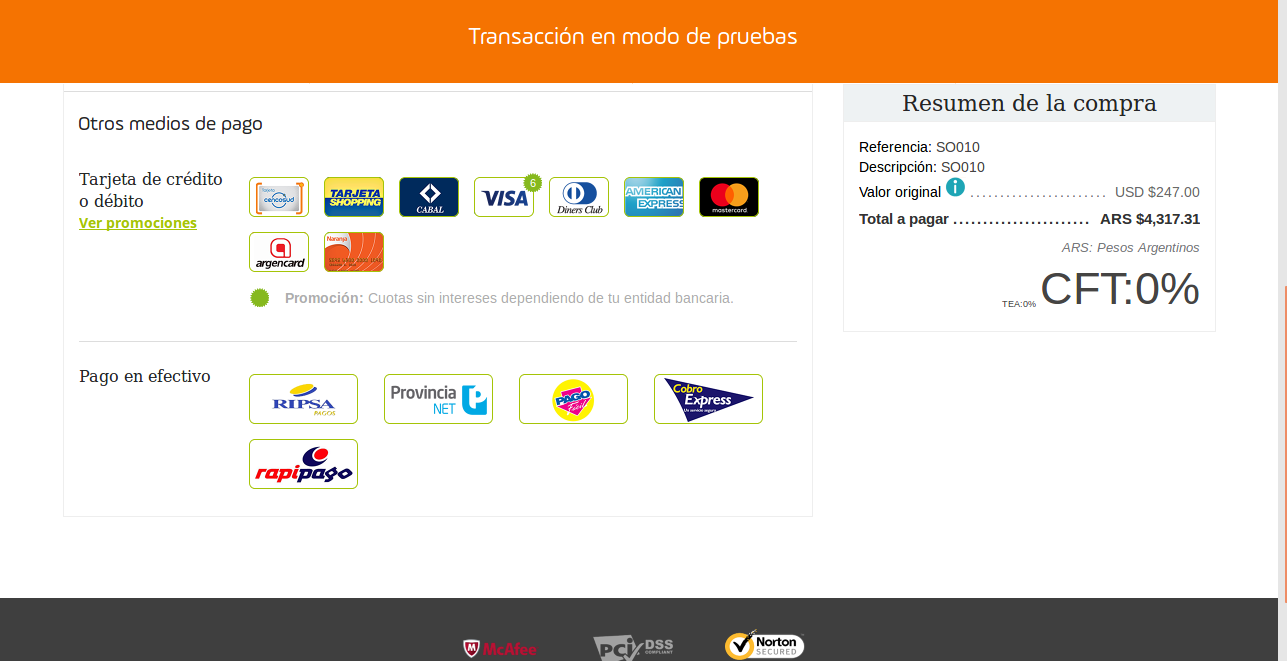 Transacción en modo de pruebas
Otros medios de pago
Tarjeta de crédito
o débito
Ver promociones
Tarjeta
cencosud
TARJETA
SHOPPING
CABAL
VISA
6
Diners Club
AMERICAN
EXPRESS
mastercard
argencard
Naranja
Promoción: Cuotas sin intereses dependiendo de tu entidad bancaria.
Pago en efectivo
RIPSA
PAGOS
Provincia
NET
PAGO
Fácil
Cobro
Express
Un servicio seguro
rapipago
Resumen de la compra
Referencia: SO010
Descripción: SO010
Valor original i ........................ USD $247.00
Total a pagar ...................... ARS $4,317.31
ARS: Pesos Argentinos
TEA:0% CFT:0%
McAfee
PCI DSS
COMPLIANT
Norton
SECURED